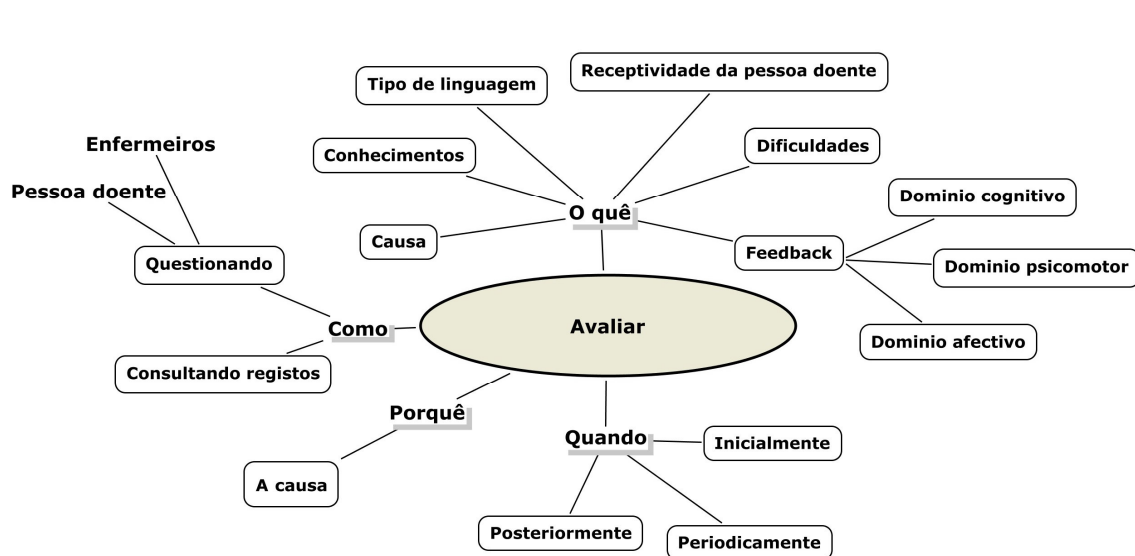 Receptividade da pessoa doente
Tipo de linguagem
Enfermeiros
Dificuldades
Conhecimentos
Pessoa doente
Dominio cognitivo
O quê
Causa
Feedback
Questionando
Dominio psicomotor
Avaliar
Como
Dominio afectivo
Consultando registos
Porquê
Quando
Inicialmente
A causa
Posteriormente
Periodicamente